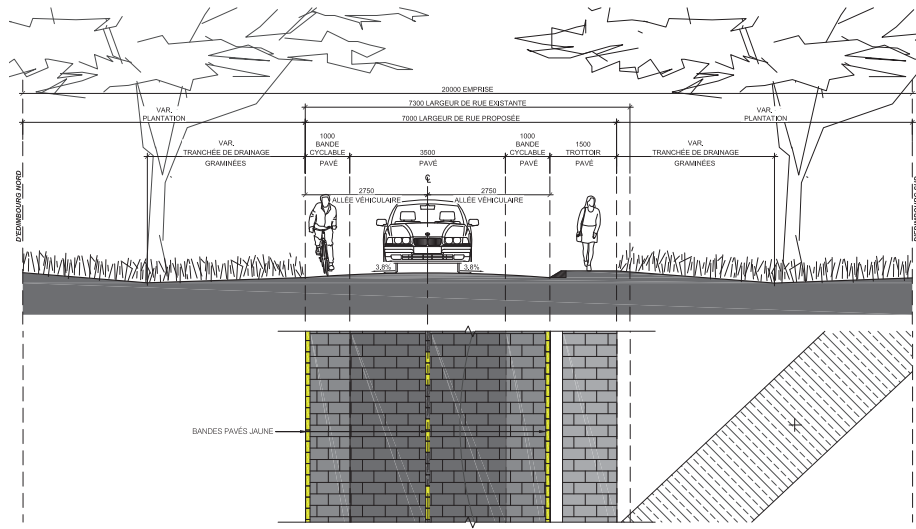 20000 EMPRISE
7300 LARGEUR DE RUE EXISTANTE
VAR.
PLANTATION
7000 LARGEUR DE RUE PROPOSÉE
VAR.
PLANTATION
VAR.
TRANCHÉE DE DRAINAGE
GRAMINÉES
1000
BANDE
CYCLABLE
PAVÉ
3500
PAVÉ
1000
BANDE
CYCLABLE
PAVÉ
1500
TROTTOIR
PAVÉ
VAR.
TRANCHÉE DE DRAINAGE
GRAMINÉES
2750
ALLÉE VÉHICULAIRE
2750
ALLÉE VÉHICULAIRE
D'EDIMBOURG NORD
3,8%
3,8%
BANDES PAVÉS JAUNE